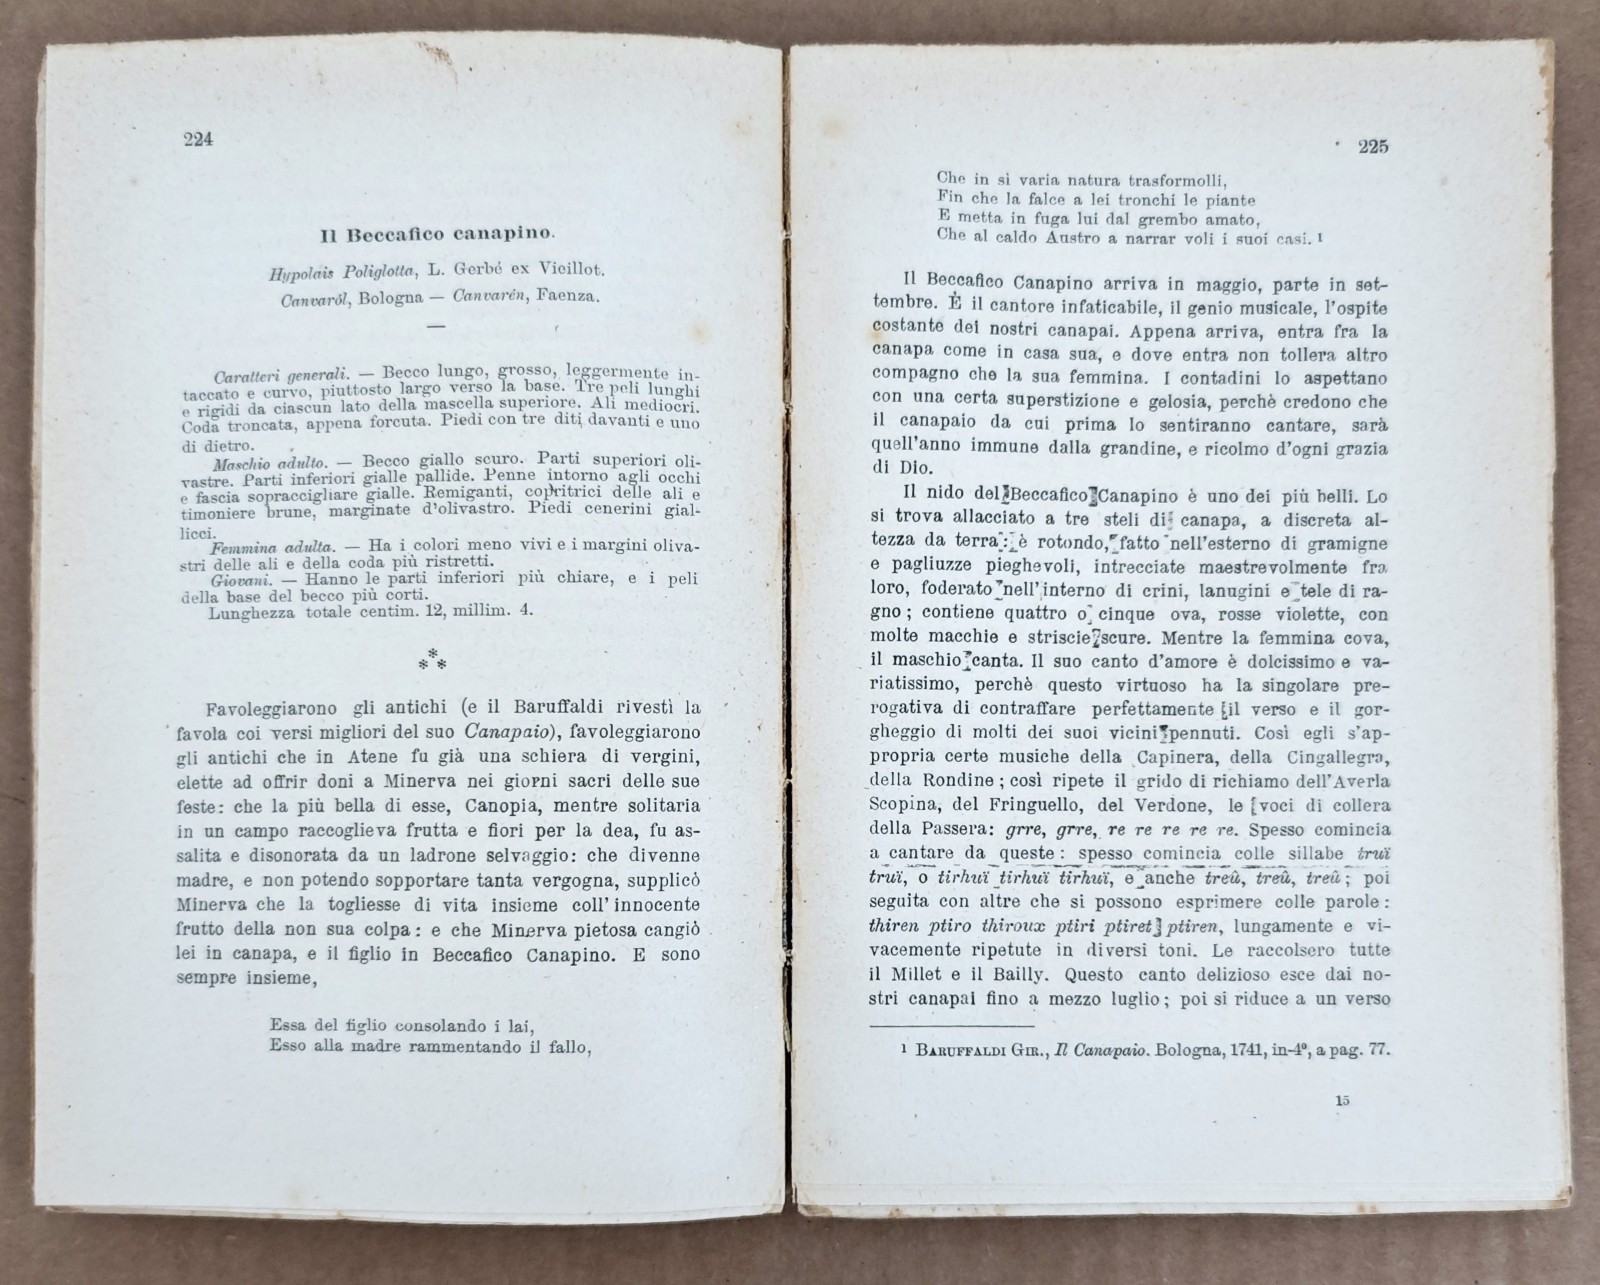 224
Il Beccafico canapino.
Hypolais Poliglotta, L. Gerbé ex Vieillot.
Canvaról, Bologna — Canvarén, Faenza.
Caratteri generali. — Becco lungo, grosso, leggermente in-
taccato e curvo, piuttosto largo verso la base. Tre peli lunghi
e rigidi da ciascun lato della mascella superiore. Ali mediocri.
Coda troncata, appena forcuta. Piedi con tre diti davanti e uno
di dietro.
Maschio adulto. — Becco giallo scuro. Parti superiori oli-
vastre. Parti inferiori gialle pallide. Penne intorno agli occhi
e fascia sopraccigliare gialle. Remiganti, copritrici delle ali e
timoniere brune, marginate d'olivastro. Piedi cenerini gial-
licci.
Femmina adulta. — Ha i colori meno vivi e i margini oliva-
stri delle ali e della coda più ristretti.
Giovani. — Hanno le parti inferiori più chiare, e i peli
della base del becco più corti.
Lunghezza totale centim. 12, millim. 4.
*
* *
Favoleggiarono gli antichi (e il Baruffaldi rivestì la
favola coi versi migliori del suo Canapaio), favoleggiarono
gli antichi che in Atene fu già una schiera di vergini,
elette ad offrir doni a Minerva nei giorni sacri delle sue
feste: che la più bella di esse, Canopia, mentre solitaria
in un campo raccoglieva frutta e fiori per la dea, fu as-
salita e disonorata da un ladrone selvaggio: che divenne
madre, e non potendo sopportare tanta vergogna, supplicò
Minerva che la togliesse di vita insieme coll'innocente
frutto della non sua colpa: e che Minerva pietosa cangiò
lei in canapa, e il figlio in Beccafico Canapino. E sono
sempre insieme,
Essa del figlio consolando i lai,
Esso alla madre rammentando il fallo,
225
Che in sì varia natura trasformolli,
Fin che la falce a lei tronchi le piante
E metta in fuga lui dal grembo amato,
Che al caldo Austro a narrar voli i suoi casi. 1
Il Beccafico Canapino arriva in maggio, parte in set-
tembre. È il cantore infaticabile, il genio musicale, l'ospite
costante dei nostri canapai. Appena arriva, entra fra la
canapa come in casa sua, e dove entra non tollera altro
compagno che la sua femmina. I contadini lo aspettano
con una certa superstizione e gelosia, perchè credono che
il canapaio da cui prima lo sentiranno cantare, sarà
quell'anno immune dalla grandine, e ricolmo d'ogni grazia
di Dio.
Il nido del Beccafico Canapino è uno dei più belli. Lo
si trova allacciato a tre steli di canapa, a discreta al-
tezza da terra: è rotondo, fatto nell'esterno di gramigne
e pagliuzze pieghevoli, intrecciate maestrevolmente fra
loro, foderato nell'interno di crini, lanugini e tele di ra-
gno; contiene quattro o cinque ova, rosse violette, con
molte macchie e striscie scure. Mentre la femmina cova,
il maschio canta. Il suo canto d'amore è dolcissimo e va-
riatissimo, perchè questo virtuoso ha la singolare pre-
rogativa di contraffare perfettamente il verso e il gor-
gheggio di molti dei suoi vicini pennuti. Così egli s'ap-
propria certe musiche della Capinera, della Cingallegra,
della Rondine; così ripete il grido di richiamo dell'Averla
Scopina, del Fringuello, del Verdone, le voci di collera
della Passera: grre, grre, re re re re re. Spesso comincia
a cantare da queste: spesso comincia colle sillabe truï
truï, o tirhuï tirhuï tirhuï, e anche treû, treû, treû; poi
seguita con altre che si possono esprimere colle parole:
thiren ptiro thiroux ptiri ptiret ptiren, lungamente e vi-
vacemente ripetute in diversi toni. Le raccolsero tutte
il Millet e il Bailly. Questo canto delizioso esce dai no-
stri canapai fino a mezzo luglio; poi si riduce a un verso
1 BARUFFALDI GIR., Il Canapaio. Bologna, 1741, in-4°, a pag. 77.
15